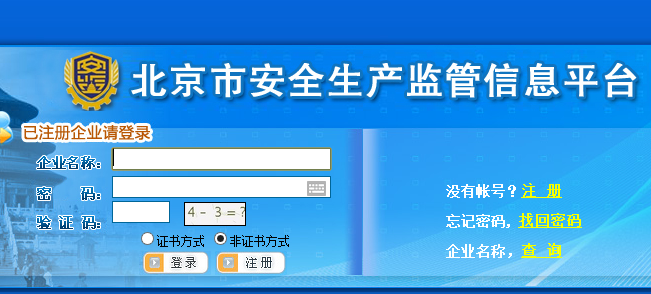 北京市安全生产监管信息平台
已注册企业请登录
企业名称:
密 码:
验 证 码:
4 - 3 = ?
证书方式 非证书方式
登 录 注 册
没有帐号？注 册
忘记密码，找回密码
企业名称，查 询